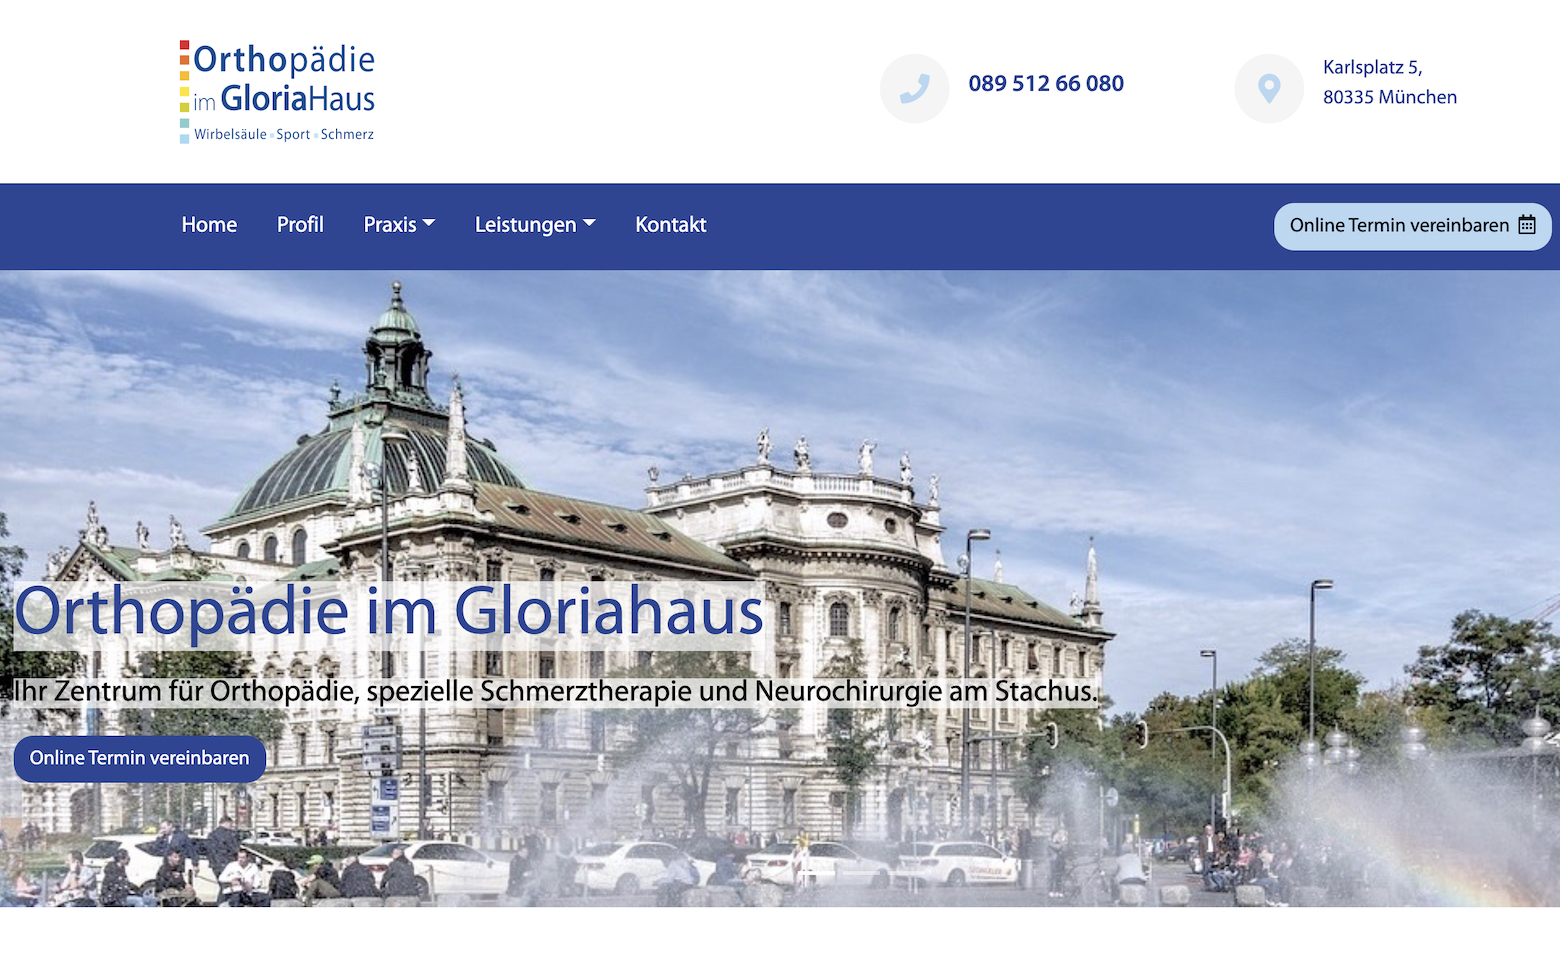 Orthopädie
im GloriaHaus
Wirbelsäule Sport Schmerz
089 512 66 080
Karlsplatz 5,
80335 München
Home Profil Praxis Leistungen Kontakt
Online Termin vereinbaren
Orthopädie im Gloriahaus
Ihr Zentrum für Orthopädie, spezielle Schmerztherapie und Neurochirurgie am Stachus.
Online Termin vereinbaren